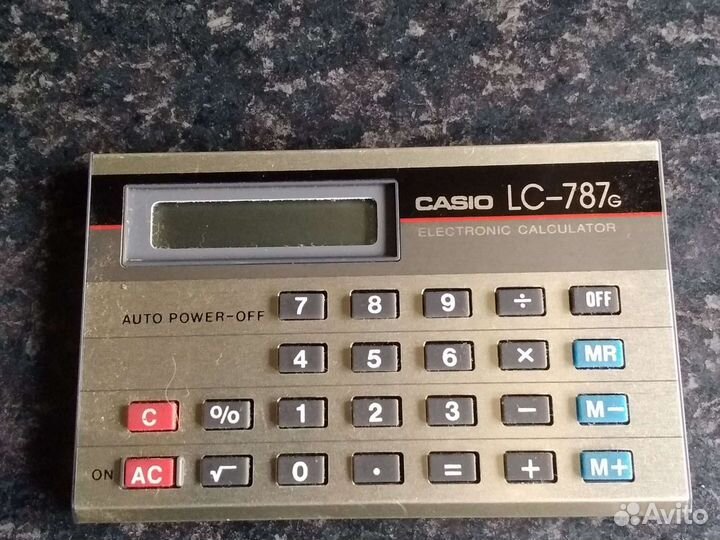 CASIO LC-787G
ELECTRONIC CALCULATOR
AUTO POWER-OFF 7 8 9 ÷ OFF
4 5 6 × MR
C % 1 2 3 − M−
ON AC √ 0 . = + M+
Avito